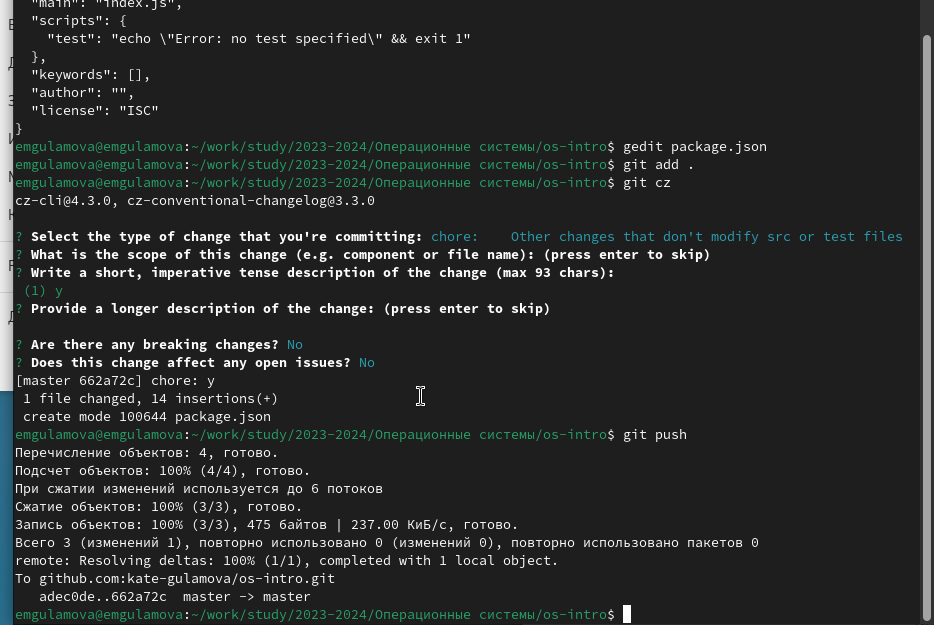 "main": "index.js",
"scripts": {
"test": "echo \"Error: no test specified\" && exit 1"
},
"keywords": [],
"author": "",
"license": "ISC"
}
emgulamova@emgulamova:~/work/study/2023-2024/Операционные системы/os-intro$ gedit package.json
emgulamova@emgulamova:~/work/study/2023-2024/Операционные системы/os-intro$ git add .
emgulamova@emgulamova:~/work/study/2023-2024/Операционные системы/os-intro$ git cz
cz-cli@4.3.0, cz-conventional-changelog@3.3.0
? Select the type of change that you're committing: chore:    Other changes that don't modify src or test files
? What is the scope of this change (e.g. component or file name): (press enter to skip)
? Write a short, imperative tense description of the change (max 93 chars):
(1) y
? Provide a longer description of the change: (press enter to skip)
? Are there any breaking changes? No
? Does this change affect any open issues? No
[master 662a72c] chore: y
1 file changed, 14 insertions(+)
create mode 100644 package.json
emgulamova@emgulamova:~/work/study/2023-2024/Операционные системы/os-intro$ git push
Перечисление объектов: 4, готово.
Подсчет объектов: 100% (4/4), готово.
При сжатии изменений используется до 6 потоков
Сжатие объектов: 100% (3/3), готово.
Запись объектов: 100% (3/3), 475 байтов | 237.00 КиБ/с, готово.
Всего 3 (изменений 1), повторно использовано 0 (изменений 0), повторно использовано пакетов 0
remote: Resolving deltas: 100% (1/1), completed with 1 local object.
To github.com:kate-gulamova/os-intro.git
adec0de..662a72c  master -> master
emgulamova@emgulamova:~/work/study/2023-2024/Операционные системы/os-intro$